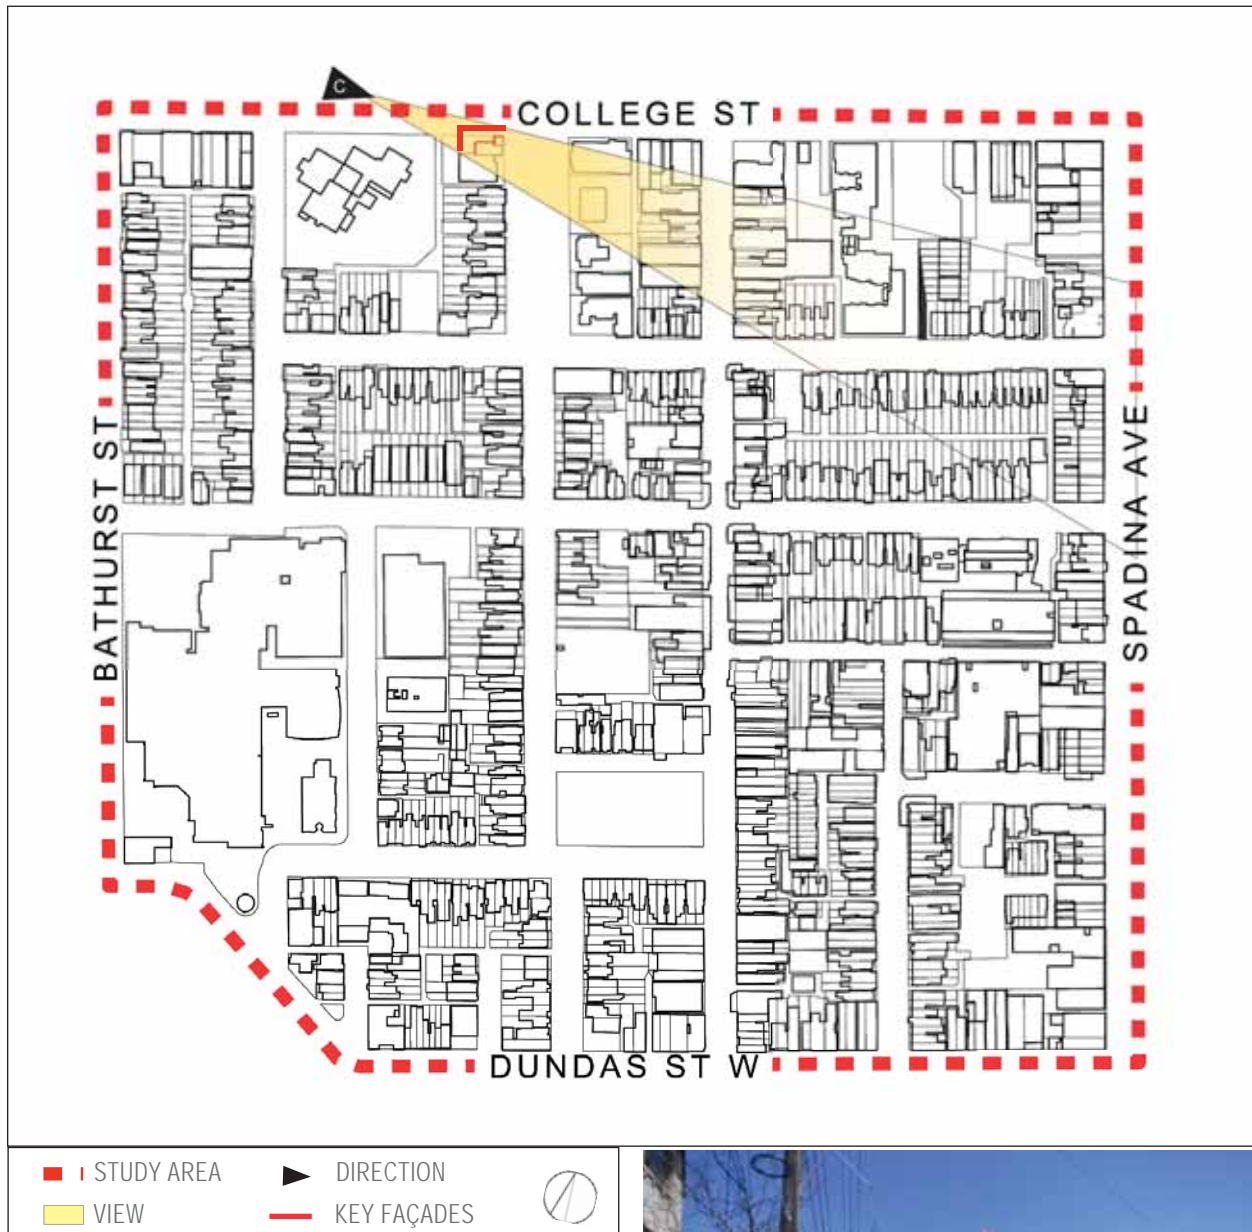 C
COLLEGE ST
BATHURST ST
SPADINA AVE
DUNDAS ST W
STUDY AREA
DIRECTION
VIEW
KEY FAÇADES